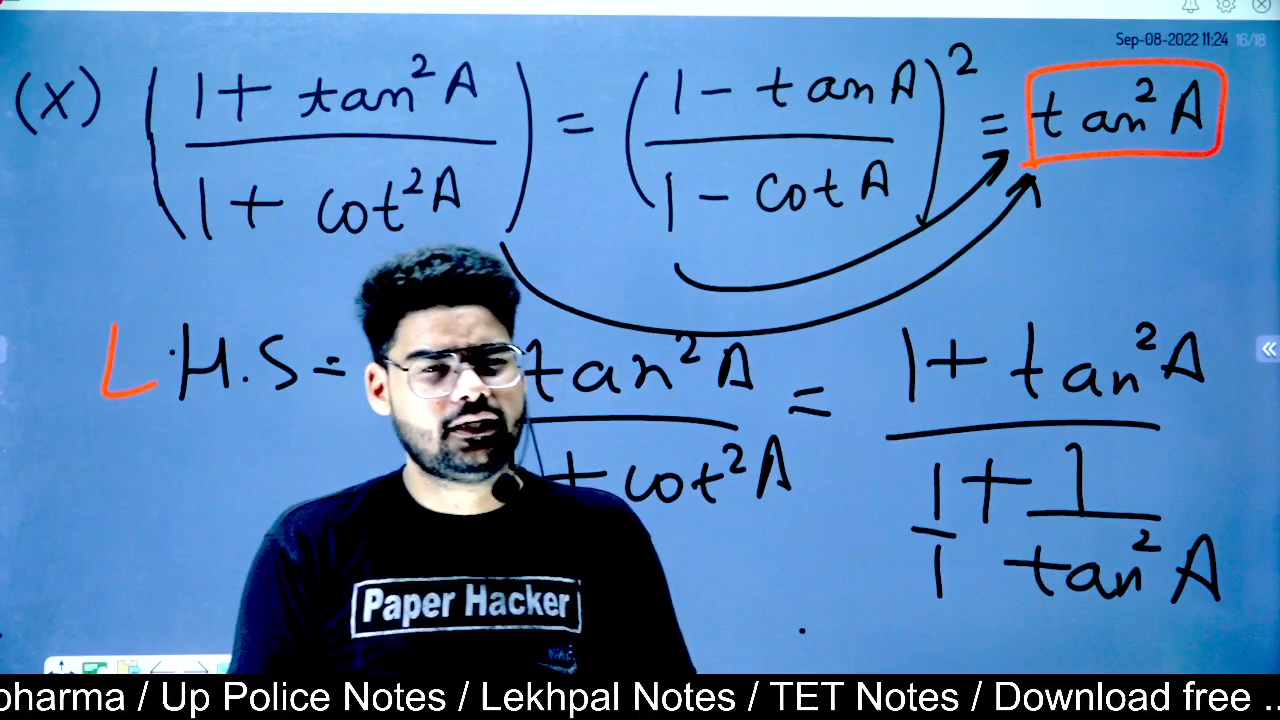 Sep-08-2022 11:24 16/18
(x) (1 + tan²A / 1 + cot²A) = (1 - tanA / 1 - cotA)² = tan²A
L.H.S = tan²A / + cot²A = 1 + tan²A / 1/1 + 1/tan²A
Paper Hacker
pharma / Up Police Notes / Lekhpal Notes / TET Notes / Download free ..